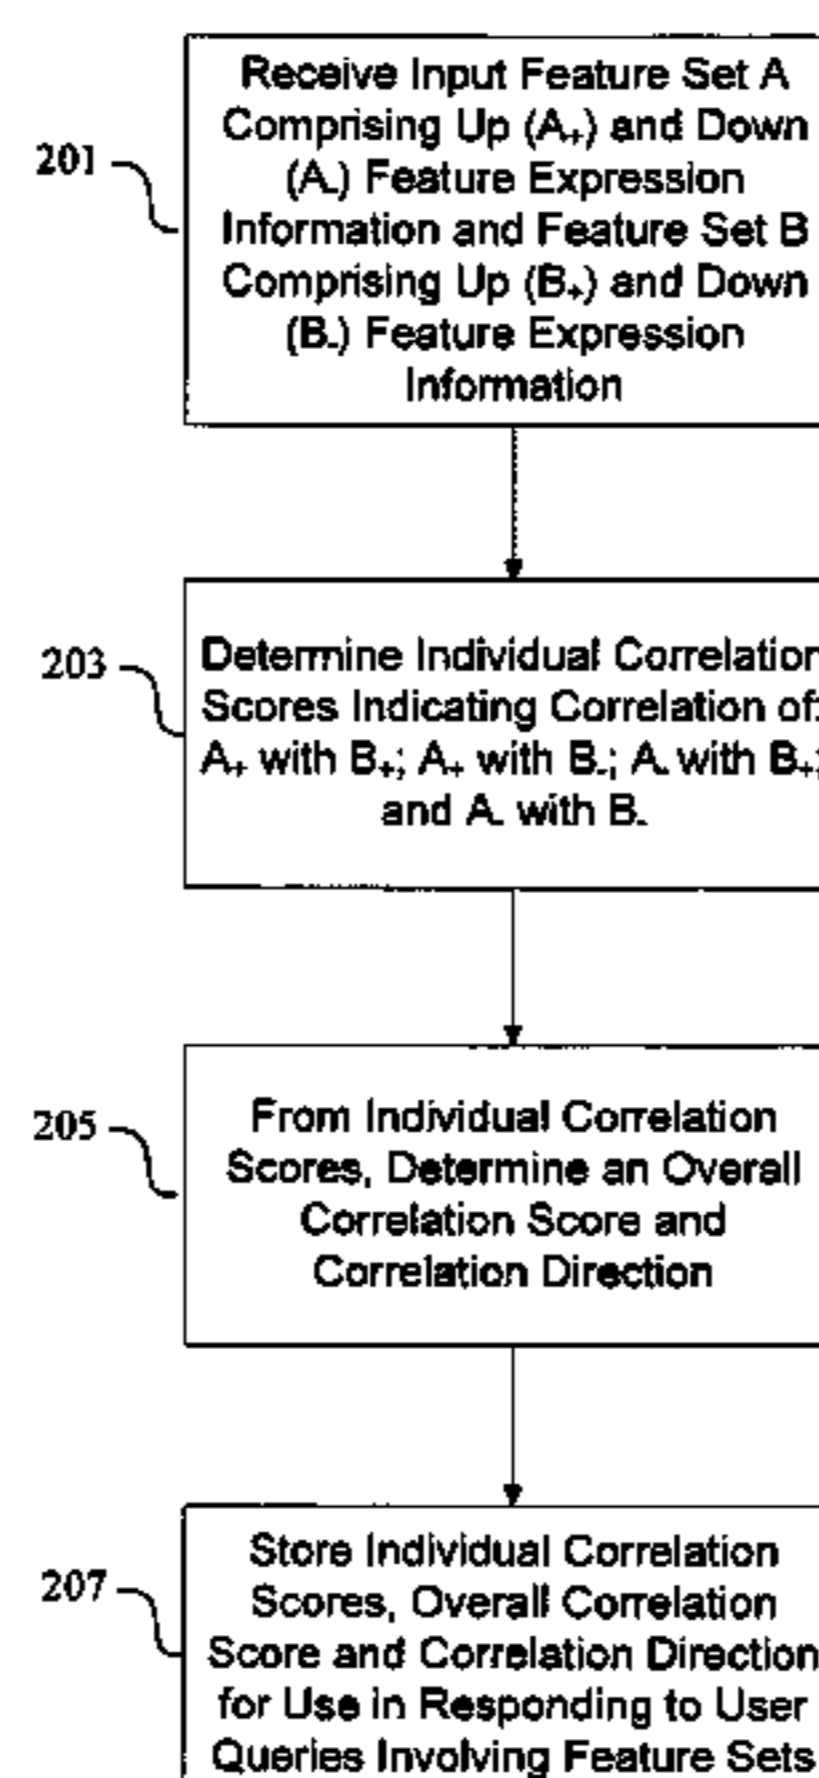 201
Receive Input Feature Set A
Comprising Up (A₊) and Down
(A₋) Feature Expression
Information and Feature Set B
Comprising Up (B₊) and Down
(B₋) Feature Expression
Information
203
Determine Individual Correlation
Scores Indicating Correlation of:
A₊ with B₊; A₊ with B₋; A₋ with B₊;
and A₋ with B₋
205
From Individual Correlation
Scores, Determine an Overall
Correlation Score and
Correlation Direction
207
Store Individual Correlation
Scores, Overall Correlation
Score and Correlation Direction
for Use in Responding to User
Queries Involving Feature Sets